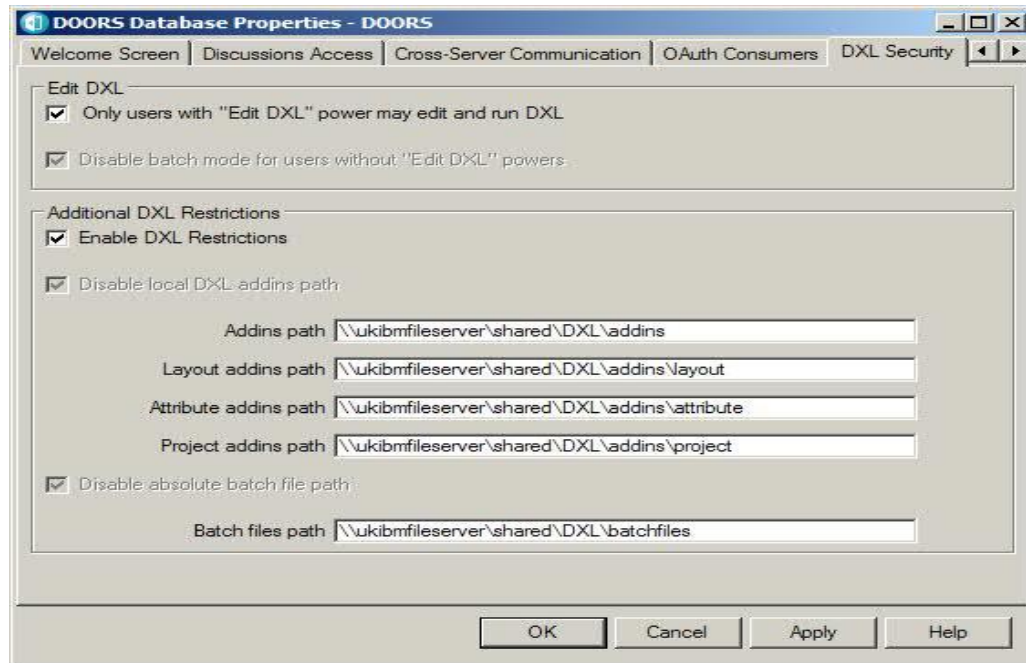 DOORS Database Properties - DOORS
Welcome Screen Discussions Access Cross-Server Communication OAuth Consumers DXL Security
Edit DXL
Only users with "Edit DXL" power may edit and run DXL
Disable batch mode for users without "Edit DXL" powers
Additional DXL Restrictions
Enable DXL Restrictions
Disable local DXL addins path
Addins path \\ukibmfileserver\shared\DXL\addins
Layout addins path \\ukibmfileserver\shared\DXL\addins\layout
Attribute addins path \\ukibmfileserver\shared\DXL\addins\attribute
Project addins path \\ukibmfileserver\shared\DXL\addins\project
Disable absolute batch file path
Batch files path \\ukibmfileserver\shared\DXL\batchfiles
OK Cancel Apply Help